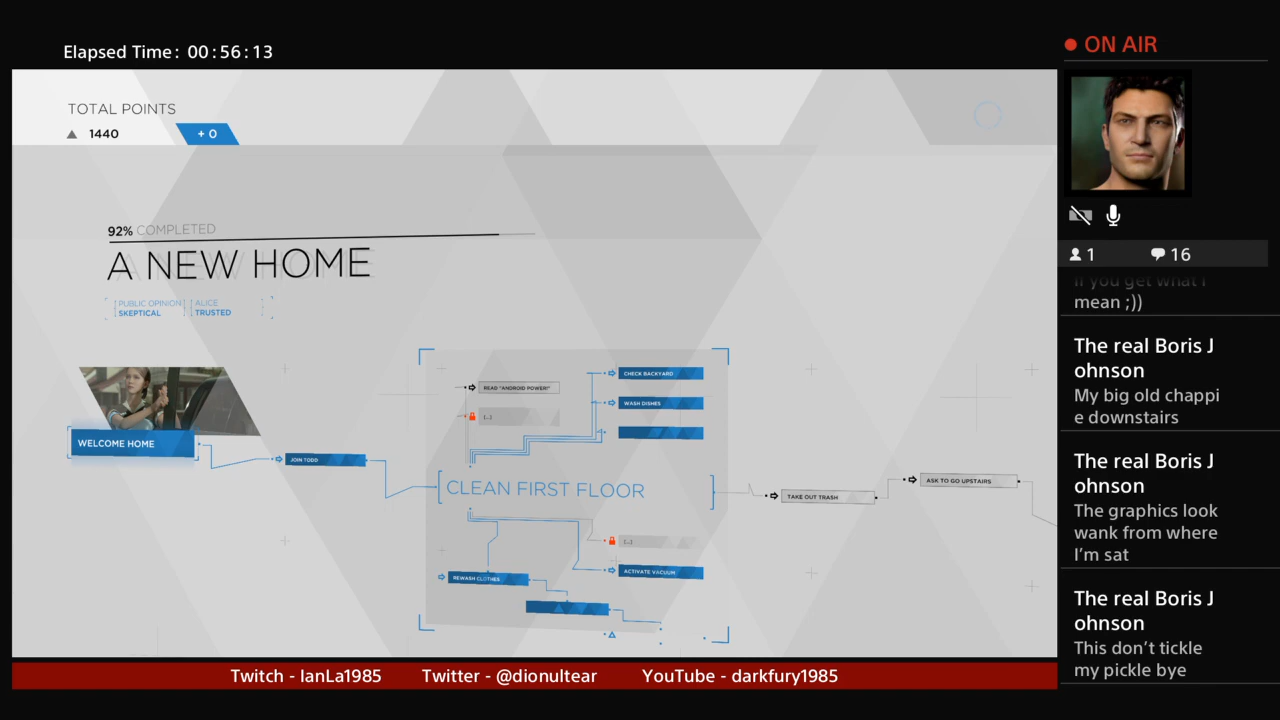 Elapsed Time: 00:56:13
ON AIR
TOTAL POINTS
1440
+ 0
92% COMPLETED
A NEW HOME
PUBLIC OPINION
SKEPTICAL
ALICE
TRUSTED
WELCOME HOME
JOIN TODD
READ "ANDROID POWER!"
[...]
CHECK BACKYARD
WASH DISHES
CLEAN FIRST FLOOR
TAKE OUT TRASH
ASK TO GO UPSTAIRS
[...]
ACTIVATE VACUUM
REWASH CLOTHES
1
16
If you get what I
mean ;))
The real Boris J
ohnson
My big old chappi
e downstairs
The real Boris J
ohnson
The graphics look
wank from where
I'm sat
The real Boris J
ohnson
This don't tickle
my pickle bye
Twitch - IanLa1985
Twitter - @dionultear
YouTube - darkfury1985